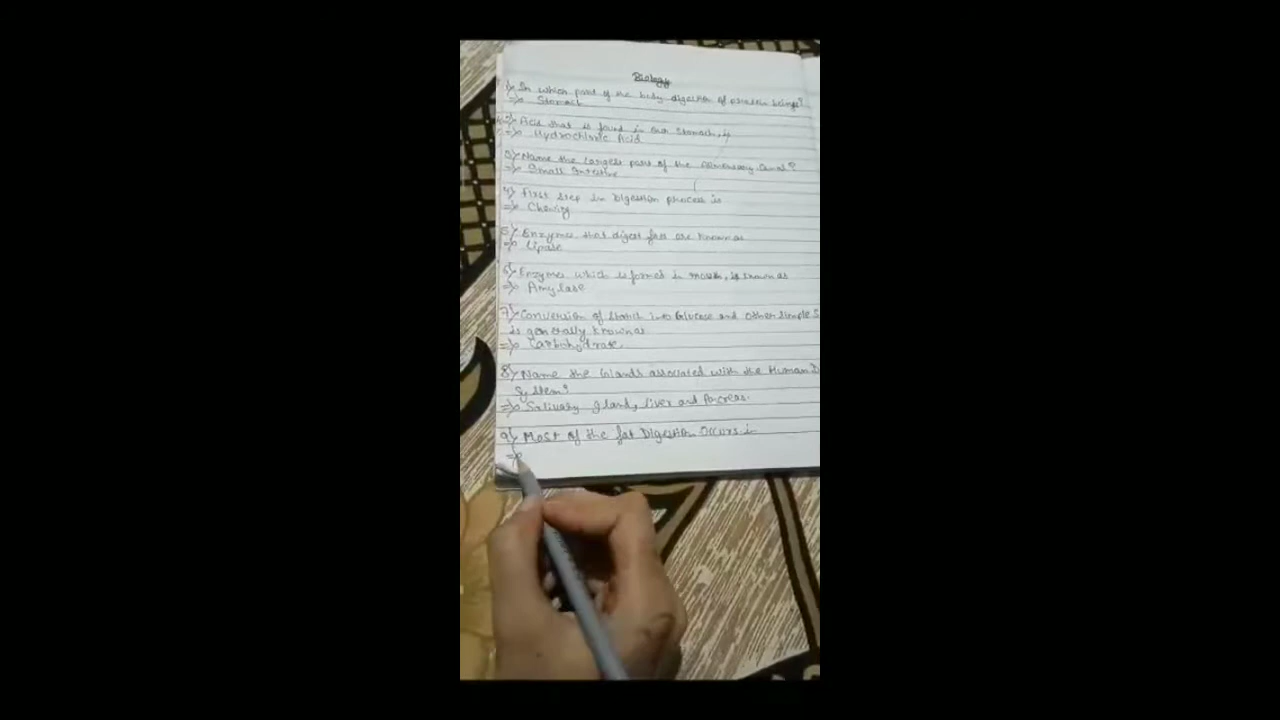 Biology
1) In which part of the body digestion of protein beings?
=> Stomach
2) Acid that is found in our Stomach, is
=> Hydrochloric Acid
3) Name the Largest part of the Alimentary Canal?
=> Small Intestine
4) First Step in Digestion process is
=> Chewing
5) Enzymes that digest fats are known as
=> Lipase
6) Enzymes which is formed in mouth, is known as
=> Amylase
7) Conversion of Starch into Glucose and Other Simple S
is generally known as
=> Carbohydrate.
8) Name the Glands associated with the Human D
System?
=> Salivary gland, liver and Pancreas.
9) Most of the fat Digestion Occurs in
=>